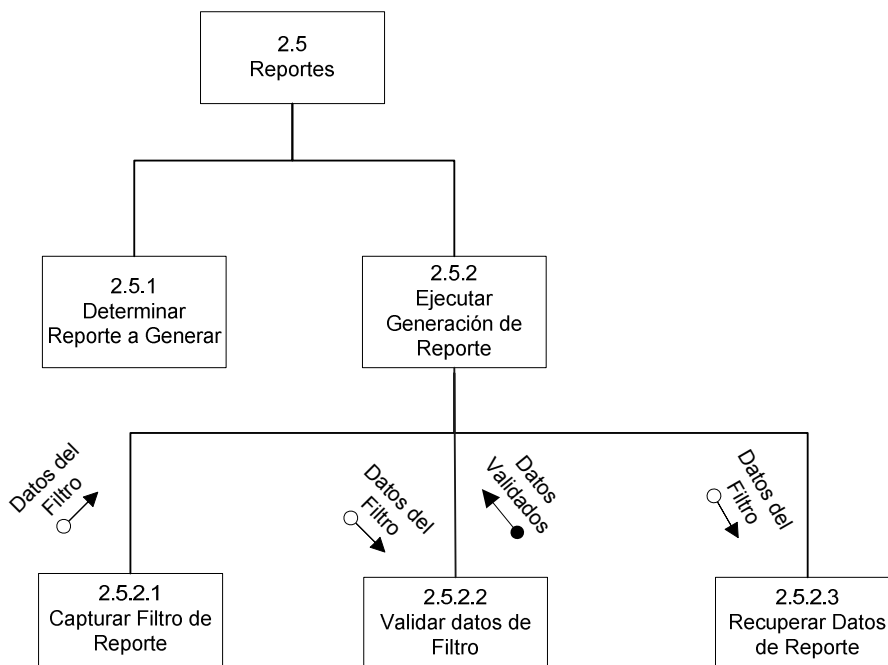 2.5
Reportes
2.5.1
Determinar
Reporte a Generar
2.5.2
Ejecutar
Generación de
Reporte
Datos del
Filtro
Datos del
Filtro
Datos
Validados
Datos del
Filtro
2.5.2.1
Capturar Filtro de
Reporte
2.5.2.2
Validar datos de
Filtro
2.5.2.3
Recuperar Datos
de Reporte